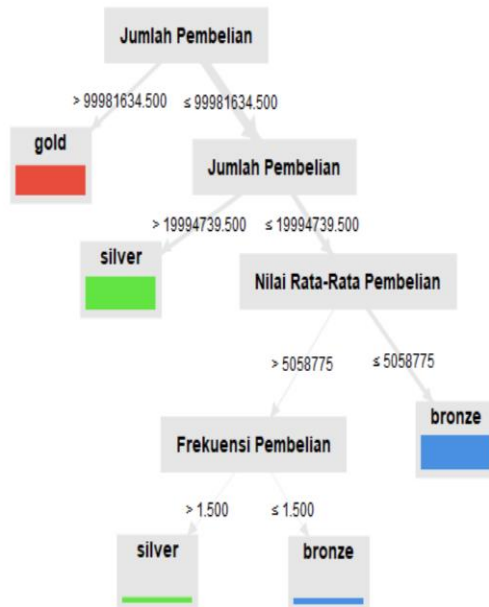 Jumlah Pembelian
> 99981634.500 ≤ 99981634.500
gold
Jumlah Pembelian
> 19994739.500 ≤ 19994739.500
silver
Nilai Rata-Rata Pembelian
> 5058775 ≤ 5058775
bronze
Frekuensi Pembelian
> 1.500 ≤ 1.500
silver bronze